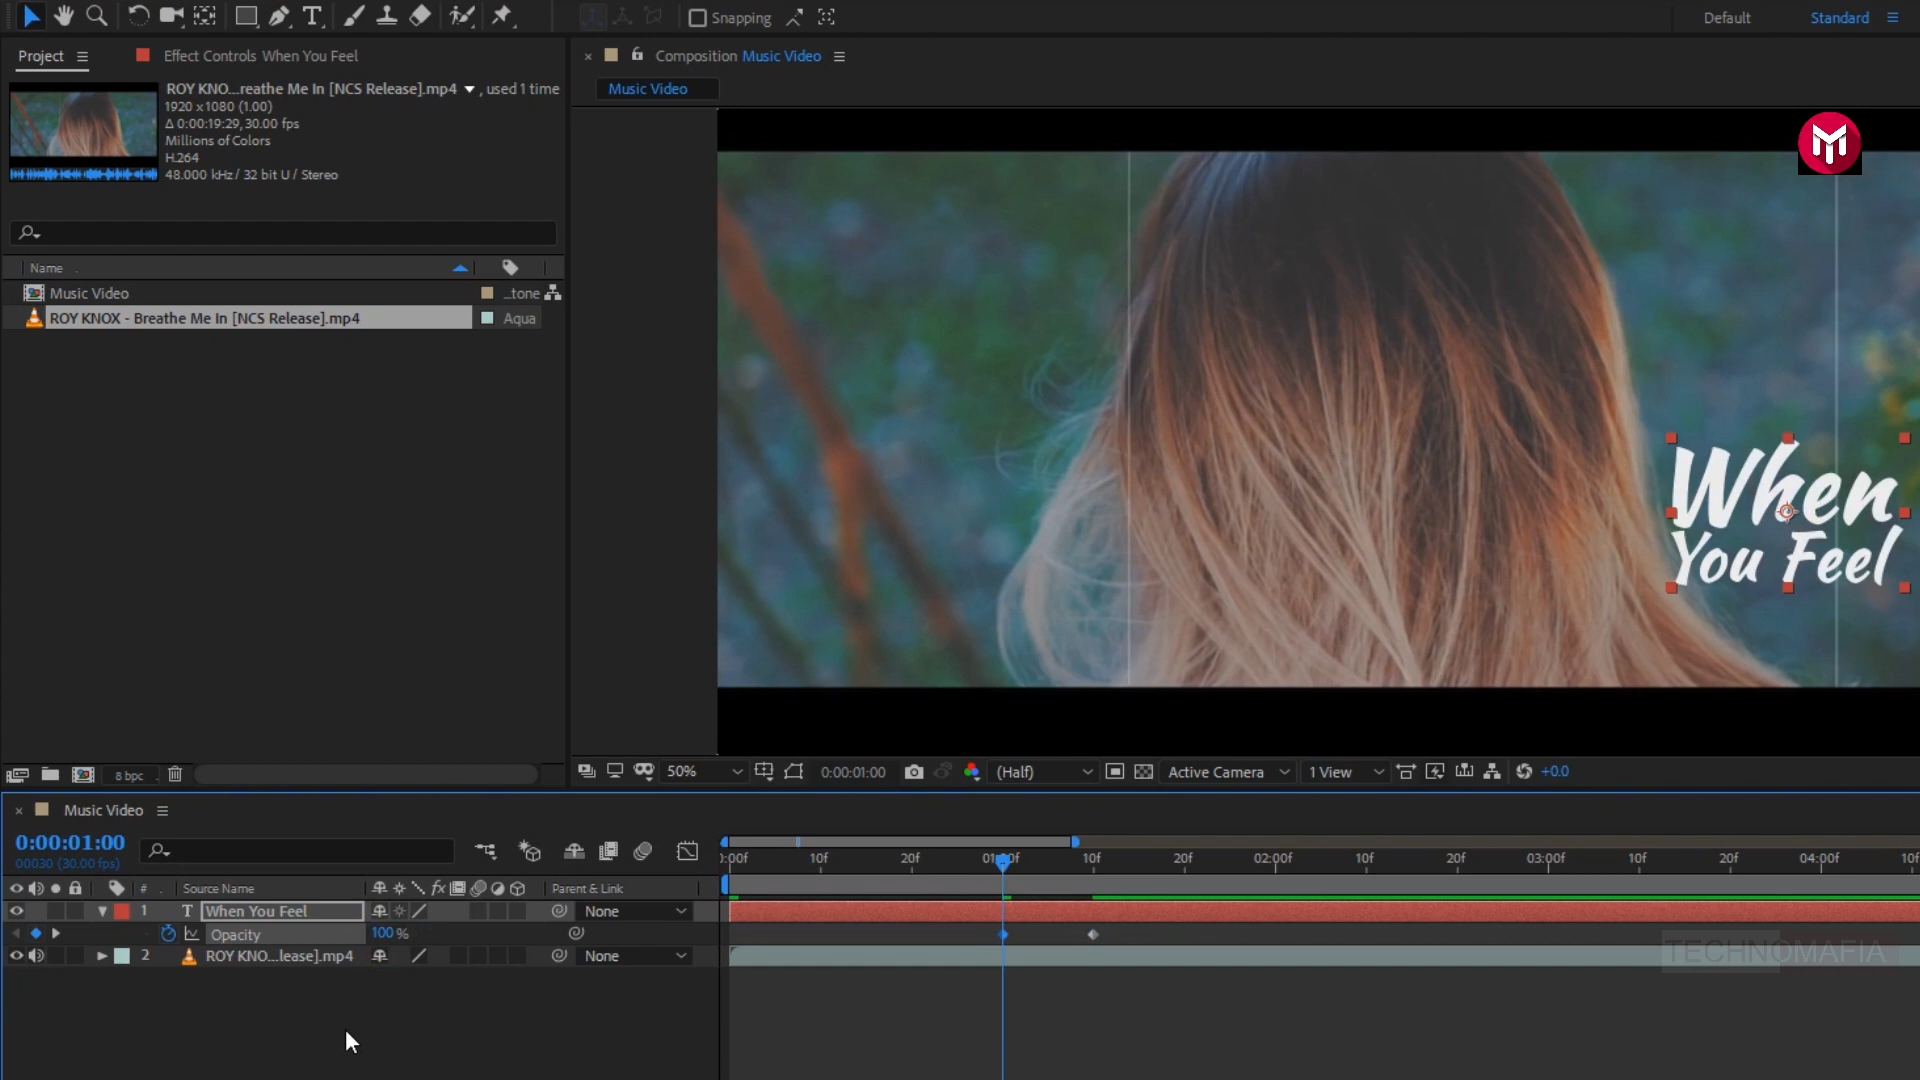 Snapping
Default
Standard
Project
Effect Controls When You Feel
Composition Music Video
ROY KNO...reathe Me In [NCS Release].mp4 , used 1 time
1920 x 1080 (1.00)
Δ 0:00:19:29, 30.00 fps
Millions of Colors
H.264
48.000 kHz / 32 bit U / Stereo
Music Video
Name
Music Video
...tone
ROY KNOX - Breathe Me In [NCS Release].mp4
Aqua
When
You Feel
8 bpc
50%
0:00:01:00
(Half)
Active Camera
1 View
+0.0
Music Video
0:00:01:00
00030 (30.00 fps)
:00f 10f 20f 01:00f 10f 20f 02:00f 10f 20f 03:00f 10f 20f 04:00f 10f
# Source Name
fx
Parent & Link
1 T When You Feel
None
Opacity
100 %
2 ROY KNO...lease].mp4
None
TECHNOMAFIA